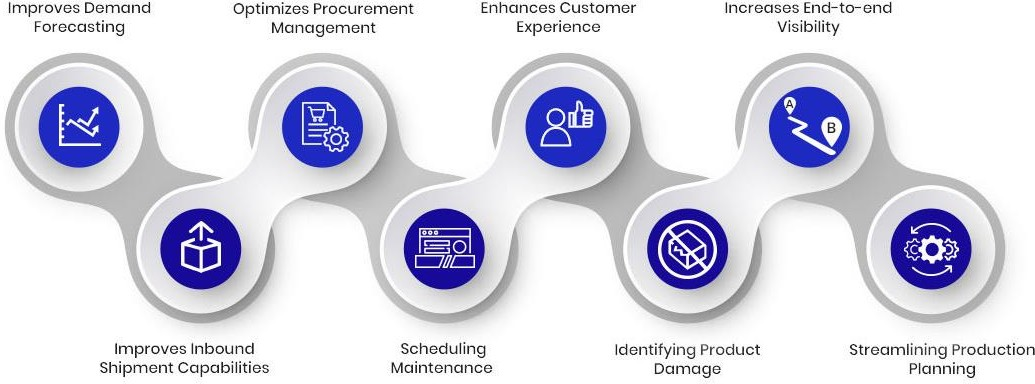 Improves Demand
Forecasting
Optimizes Procurement
Management
Enhances Customer
Experience
Increases End-to-end
Visibility
A
B
Improves Inbound
Shipment Capabilities
Scheduling
Maintenance
Identifying Product
Damage
Streamlining Production
Planning